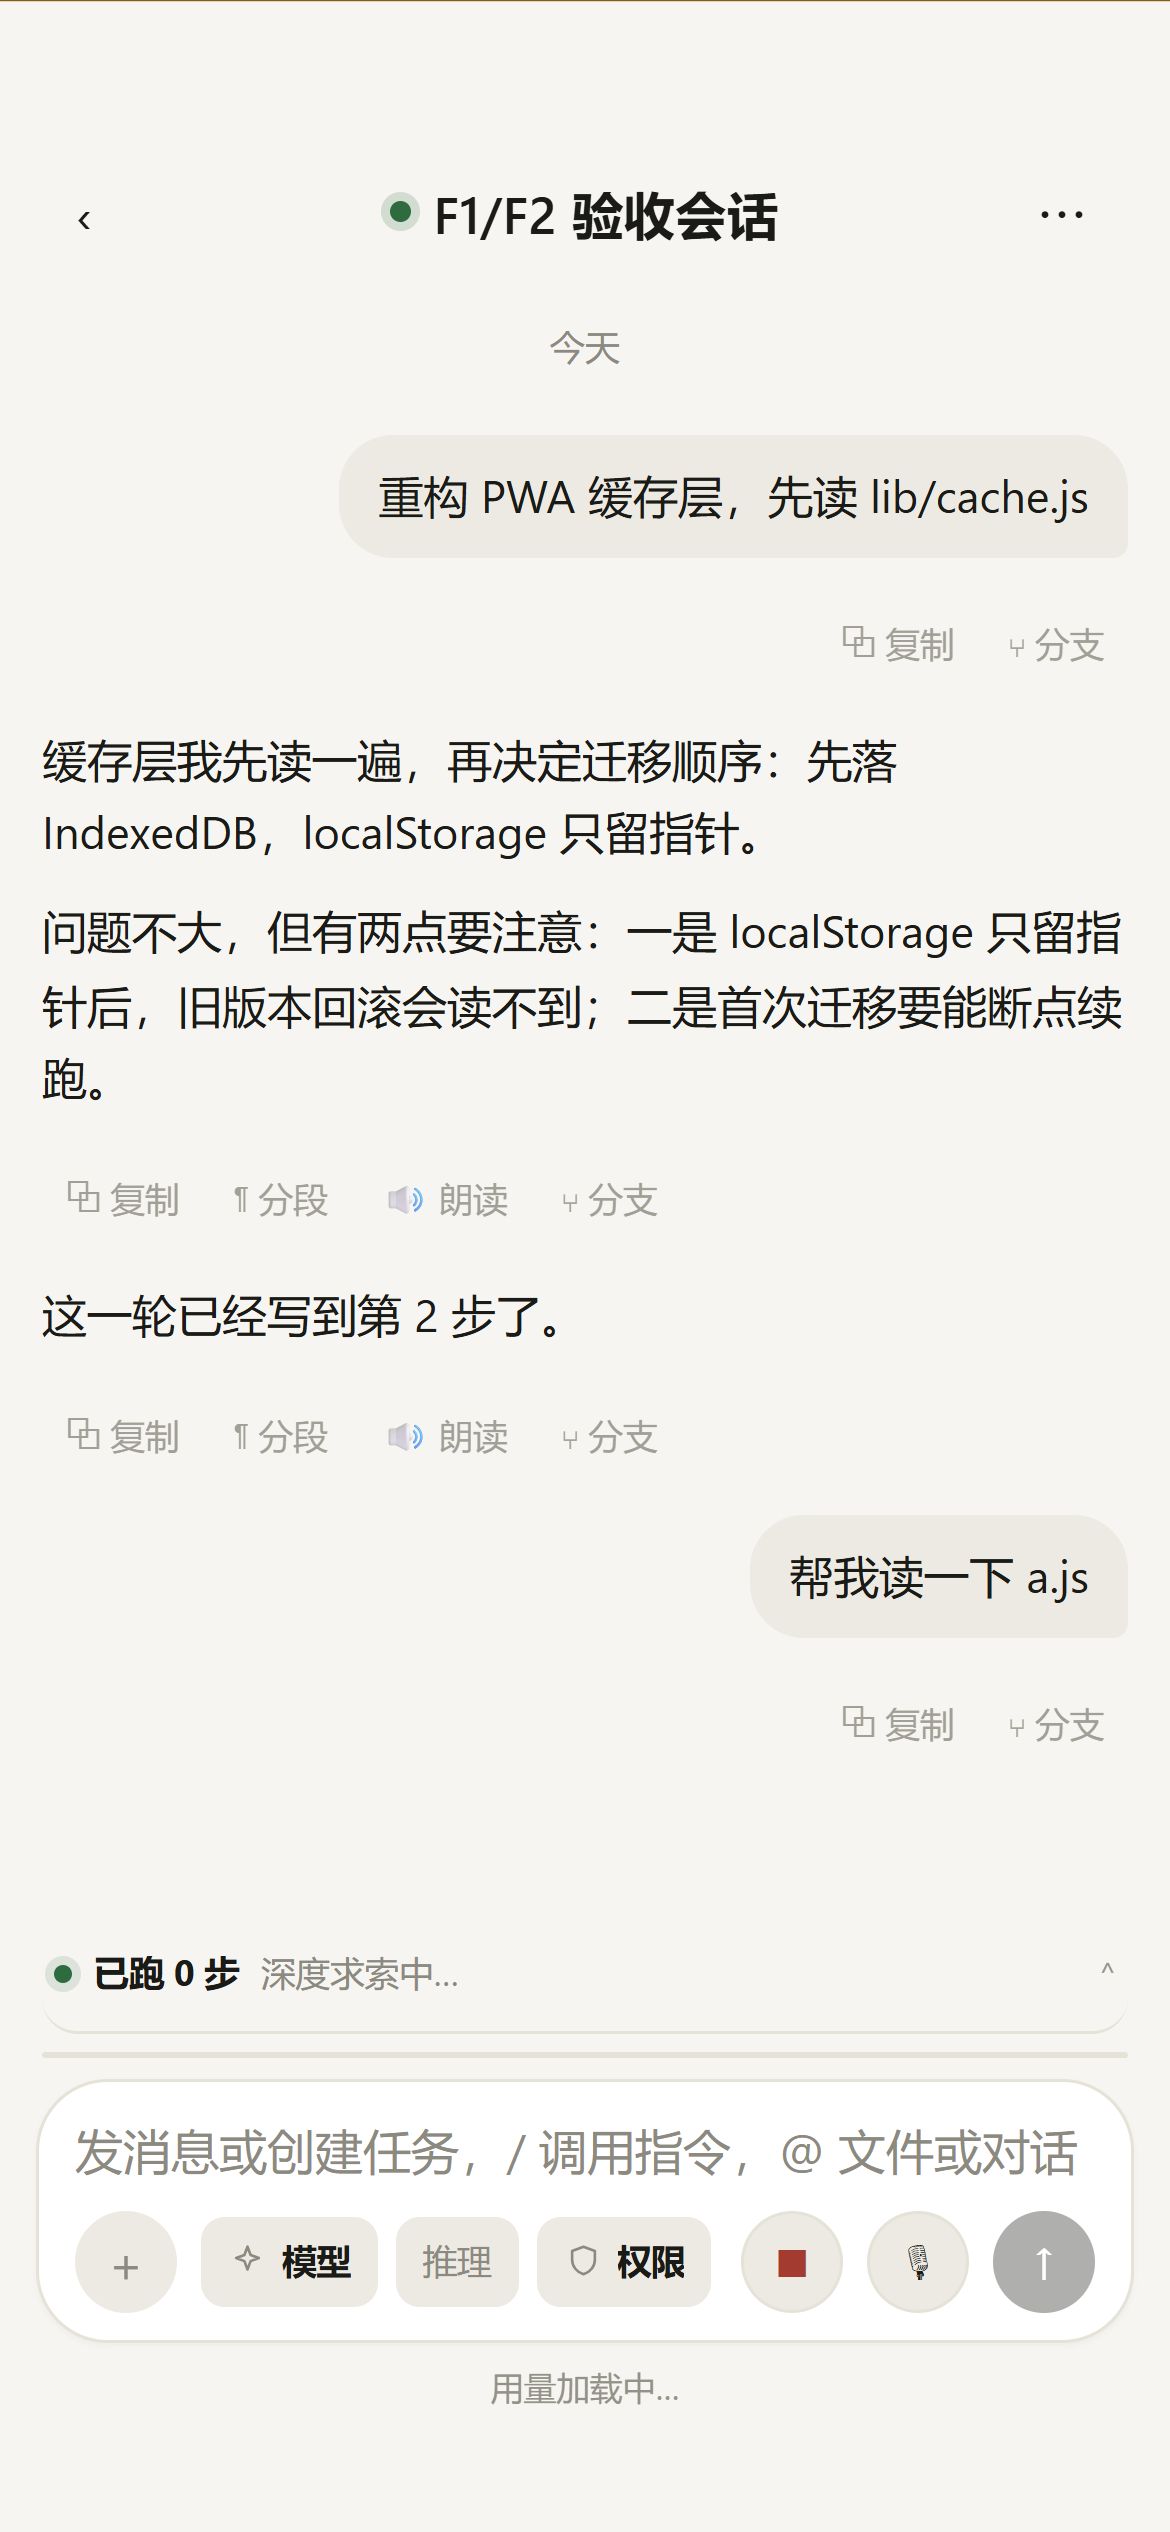 ‹
F1/F2 验收会话
···
今天
重构 PWA 缓存层，先读 lib/cache.js
复制 分支
缓存层我先读一遍，再决定迁移顺序：先落
IndexedDB，localStorage 只留指针。
问题不大，但有两点要注意：一是 localStorage 只留指
针后，旧版本回滚会读不到；二是首次迁移要能断点续
跑。
复制 ¶ 分段 朗读 分支
这一轮已经写到第 2 步了。
复制 ¶ 分段 朗读 分支
帮我读一下 a.js
复制 分支
已跑 0 步 深度求索中...
发消息或创建任务，/ 调用指令，@ 文件或对话
+ 模型 推理 权限 ↑
用量加载中...